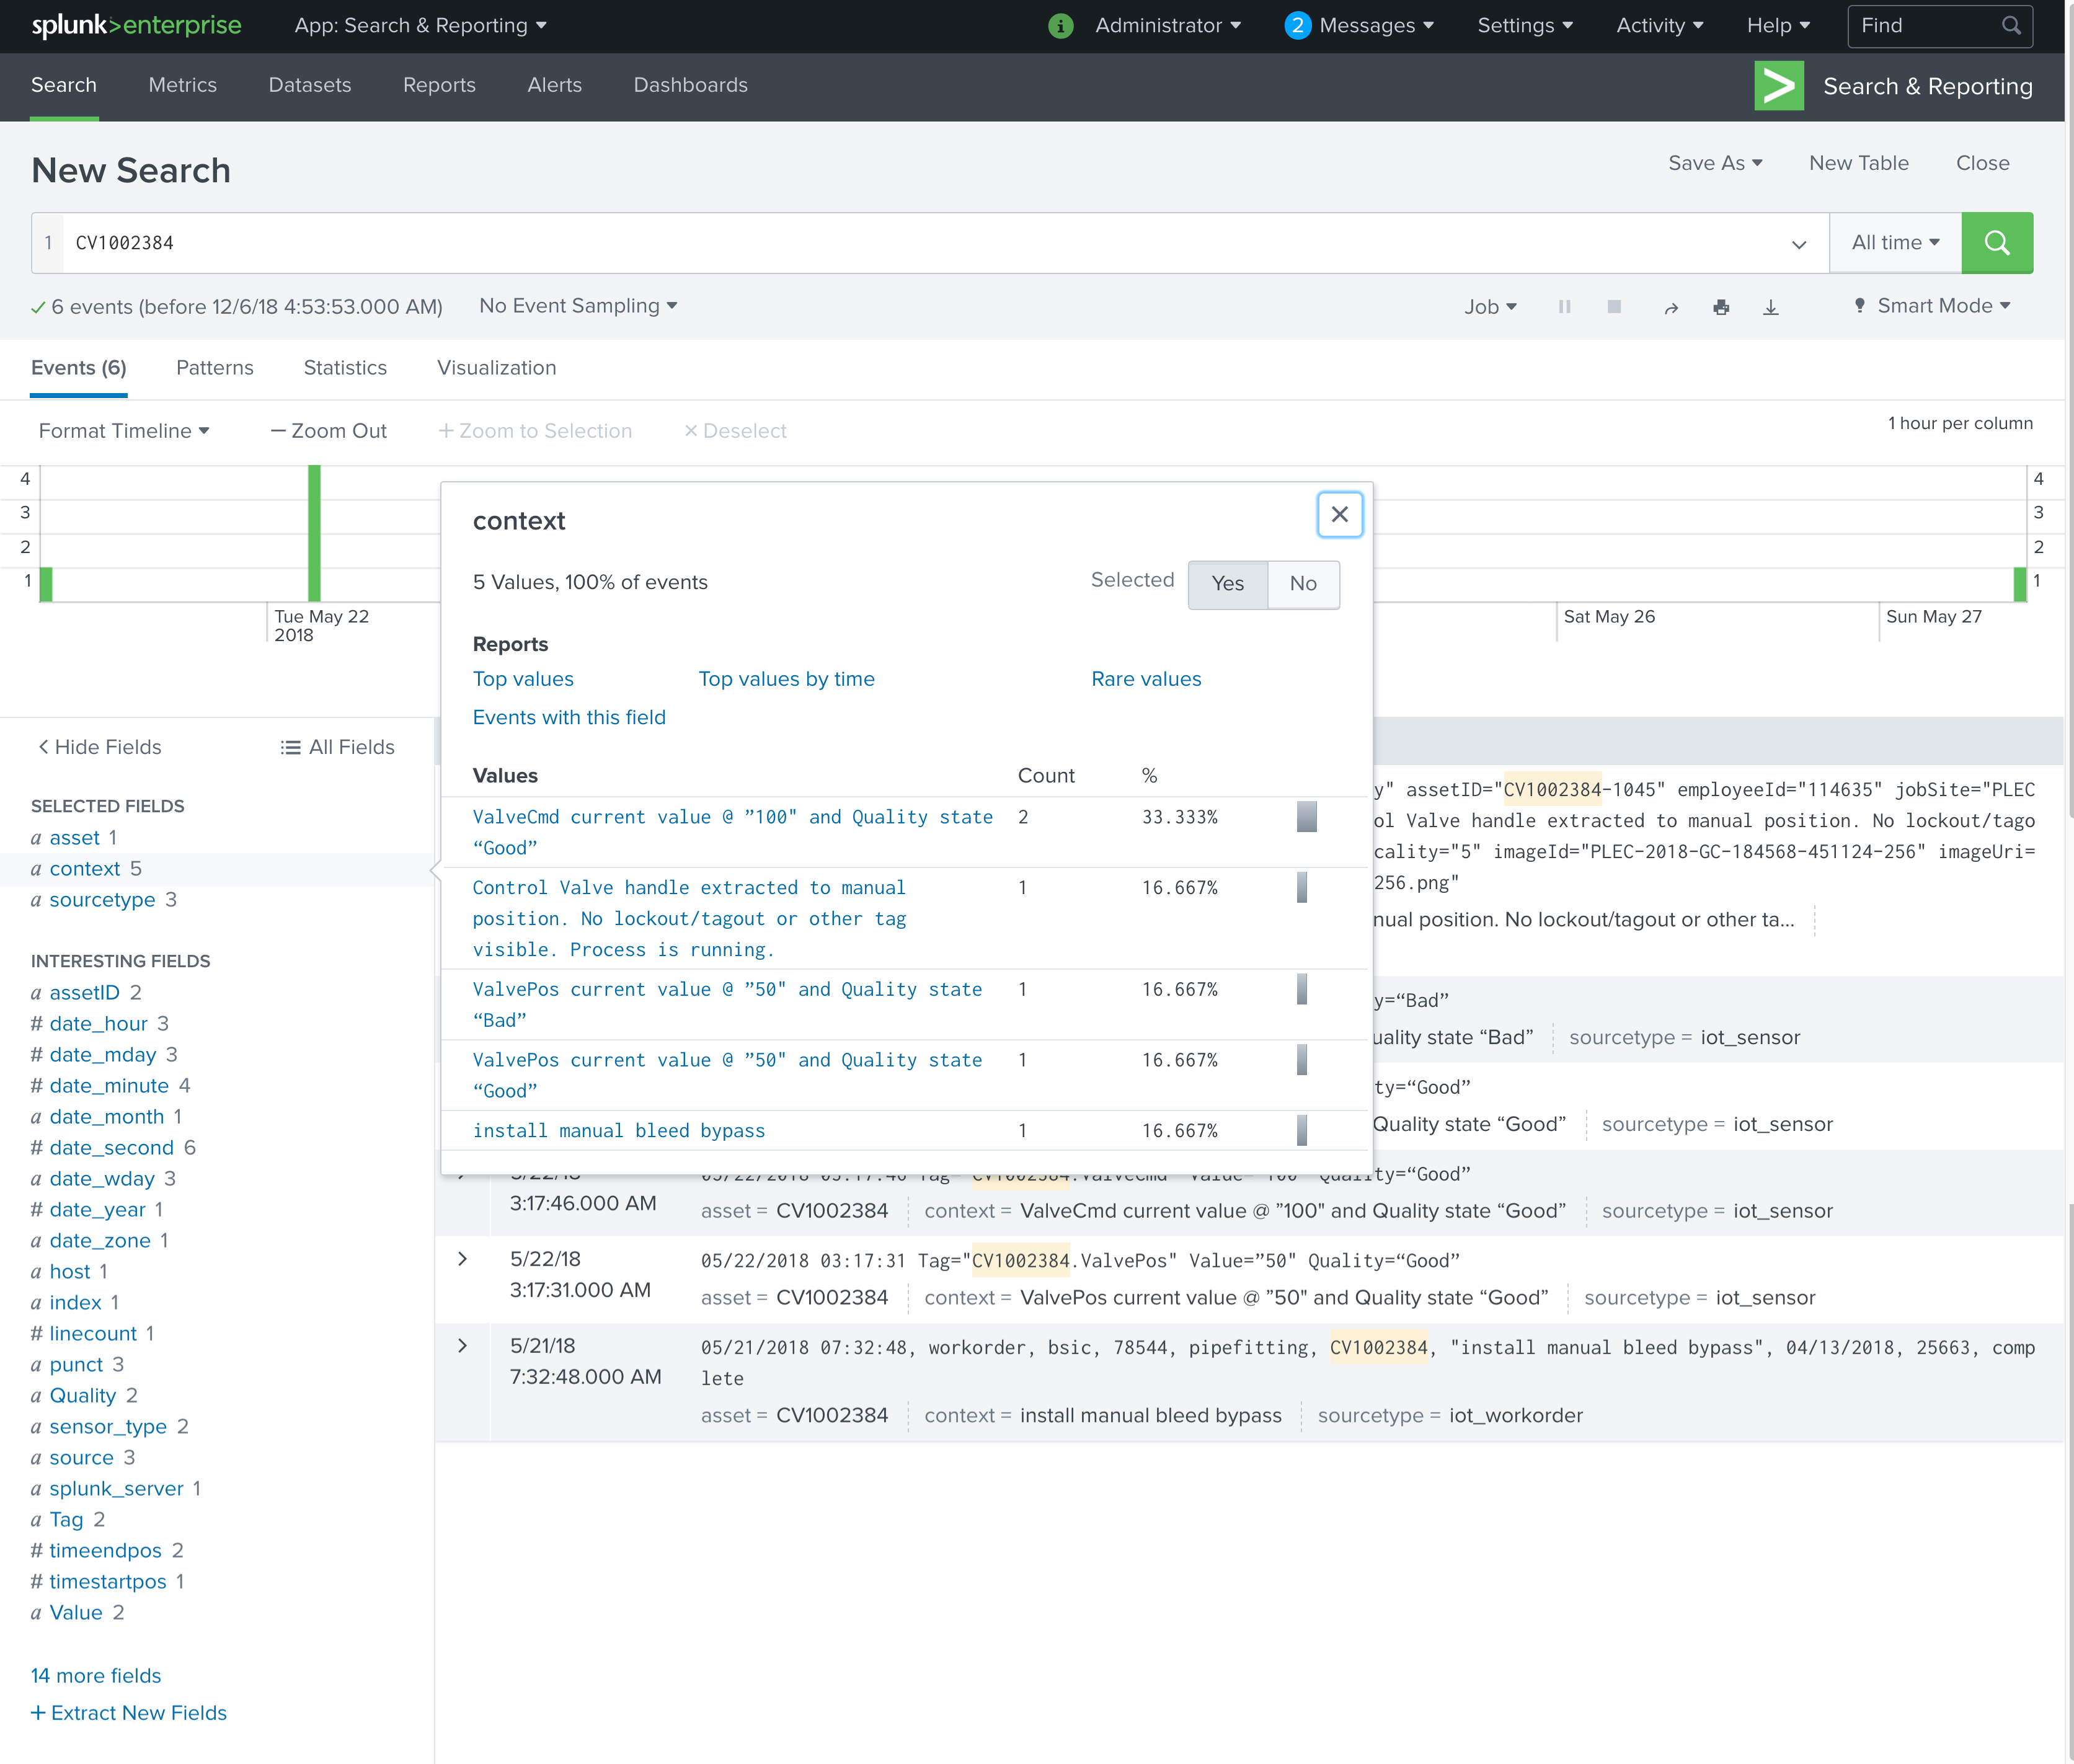 splunk>enterprise App: Search & Reporting i Administrator 2 Messages Settings Activity Help Find
Search Metrics Datasets Reports Alerts Dashboards Search & Reporting
New Search Save As New Table Close
1 CV1002384 All time
6 events (before 12/6/18 4:53:53.000 AM) No Event Sampling Job Smart Mode
Events (6) Patterns Statistics Visualization
Format Timeline — Zoom Out + Zoom to Selection × Deselect 1 hour per column
4 4
3 3
2 2
1 1
Tue May 22 Sat May 26 Sun May 27
2018
context
5 Values, 100% of events Selected Yes No
Reports
Top values Top values by time Rare values
Events with this field
Values Count %
ValveCmd current value @ ”100" and Quality state 2 33.333%
“Good”
Control Valve handle extracted to manual 1 16.667%
position. No lockout/tagout or other tag
visible. Process is running.
ValvePos current value @ ”50" and Quality state 1 16.667%
“Bad”
ValvePos current value @ ”50" and Quality state 1 16.667%
“Good”
install manual bleed bypass 1 16.667%
Hide Fields All Fields
SELECTED FIELDS
a asset 1
a context 5
a sourcetype 3
INTERESTING FIELDS
a assetID 2
# date_hour 3
# date_mday 3
# date_minute 4
a date_month 1
# date_second 6
a date_wday 3
# date_year 1
a date_zone 1
a host 1
a index 1
# linecount 1
a punct 3
a Quality 2
a sensor_type 2
a source 3
a splunk_server 1
a Tag 2
# timeendpos 2
# timestartpos 1
a Value 2
14 more fields
+ Extract New Fields
y" assetID="CV1002384-1045" employeeId="114635" jobSite="PLEC
ol Valve handle extracted to manual position. No lockout/tago
cality="5" imageId="PLEC-2018-GC-184568-451124-256" imageUri=
256.png"
nual position. No lockout/tagout or other ta...
y=“Bad”
uality state “Bad” sourcetype = iot_sensor
ty=“Good”
Quality state “Good” sourcetype = iot_sensor
5/22/18 05/22/2018 03:17:46 Tag="CV1002384.ValveCmd" Value=”100" Quality=“Good”
3:17:46.000 AM asset = CV1002384 context = ValveCmd current value @ ”100" and Quality state “Good” sourcetype = iot_sensor
5/22/18 05/22/2018 03:17:31 Tag="CV1002384.ValvePos" Value=”50" Quality=“Good”
3:17:31.000 AM asset = CV1002384 context = ValvePos current value @ ”50" and Quality state “Good” sourcetype = iot_sensor
5/21/18 05/21/2018 07:32:48, workorder, bsic, 78544, pipefitting, CV1002384, "install manual bleed bypass", 04/13/2018, 25663, comp
7:32:48.000 AM lete
asset = CV1002384 context = install manual bleed bypass sourcetype = iot_workorder